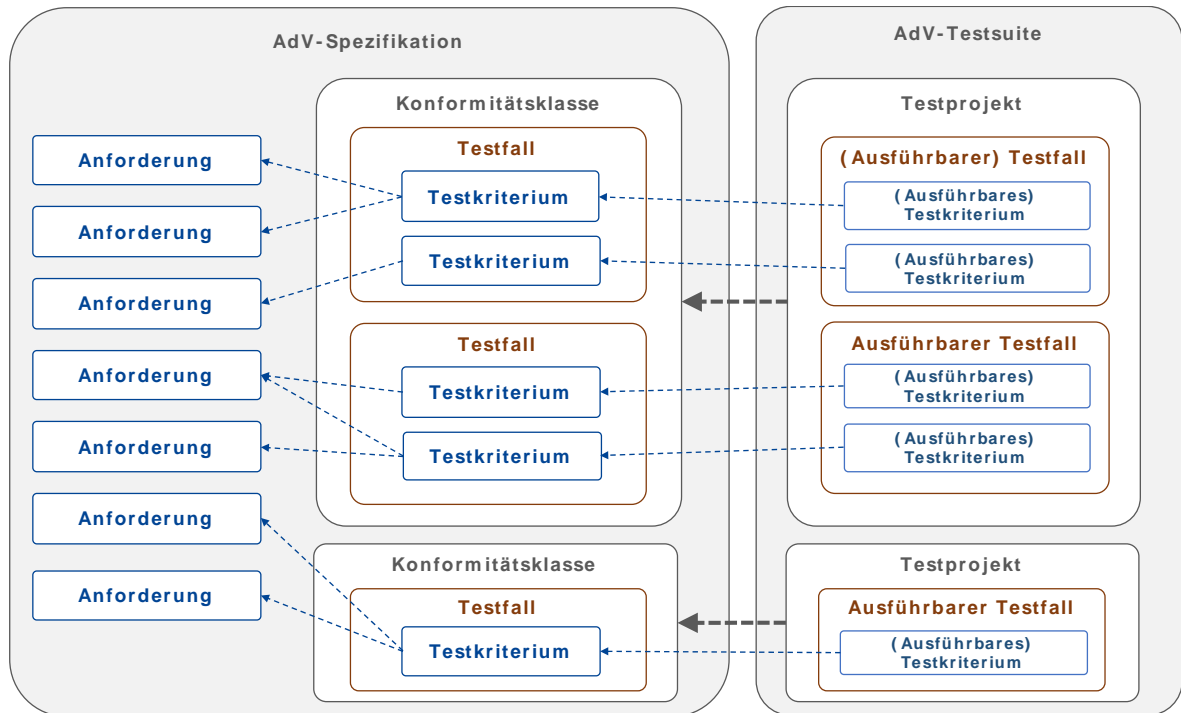 AdV-Spezifikation
Anforderung
Anforderung
Anforderung
Anforderung
Anforderung
Anforderung
Anforderung
Konformitätsklasse
Testfall
Testkriterium
Testkriterium
Testfall
Testkriterium
Testkriterium
Konformitätsklasse
Testfall
Testkriterium
AdV-Testsuite
Testprojekt
(Ausführbarer) Testfall
(Ausführbares)
Testkriterium
(Ausführbares)
Testkriterium
Ausführbarer Testfall
(Ausführbares)
Testkriterium
(Ausführbares)
Testkriterium
Testprojekt
Ausführbarer Testfall
(Ausführbares)
Testkriterium